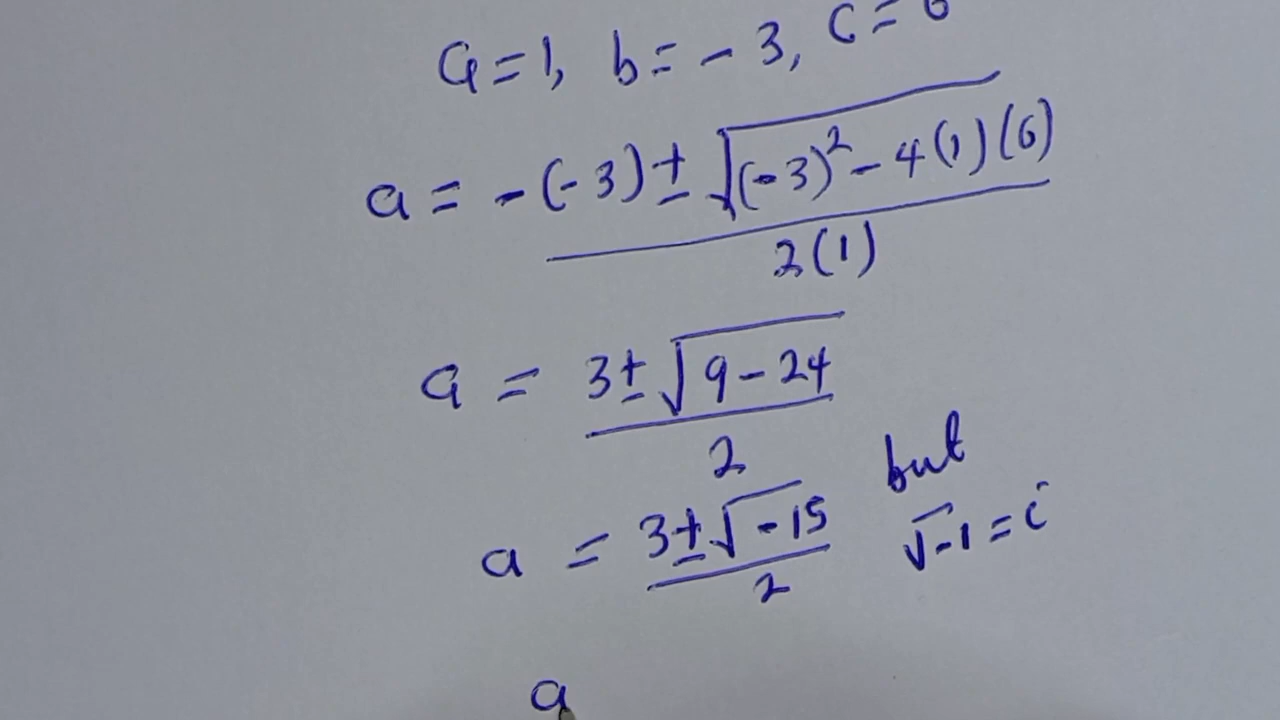 a=1, b=-3, c=6
a = -(-3)±√(-3)²-4(1)(6)
2(1)
a = 3±√9-24
2
but
a = 3±√-15
2
√-1=i
a